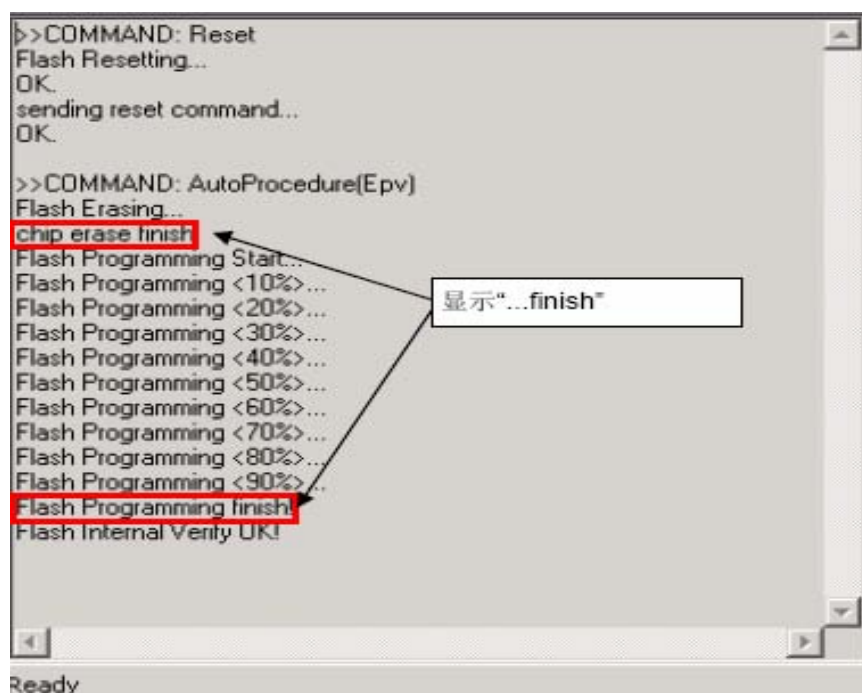 >>COMMAND: Reset
Flash Resetting...
OK.
sending reset command...
OK.
>>COMMAND: AutoProcedure(Epv)
Flash Erasing...
chip erase finish
Flash Programming Start...
Flash Programming <10%>...
Flash Programming <20%>...
Flash Programming <30%>...
Flash Programming <40%>...
Flash Programming <50%>...
Flash Programming <60%>...
Flash Programming <70%>...
Flash Programming <80%>...
Flash Programming <90%>...
Flash Programming finish!
Flash Internal Verify OK!
显示“...finish”
Ready